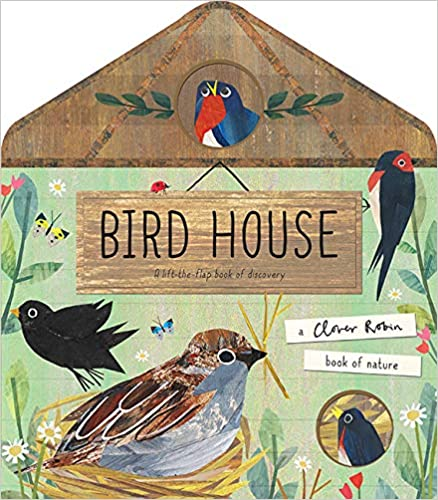 BIRD HOUSE
A lift-the-flap book of discovery
a Clover Robin
book of nature